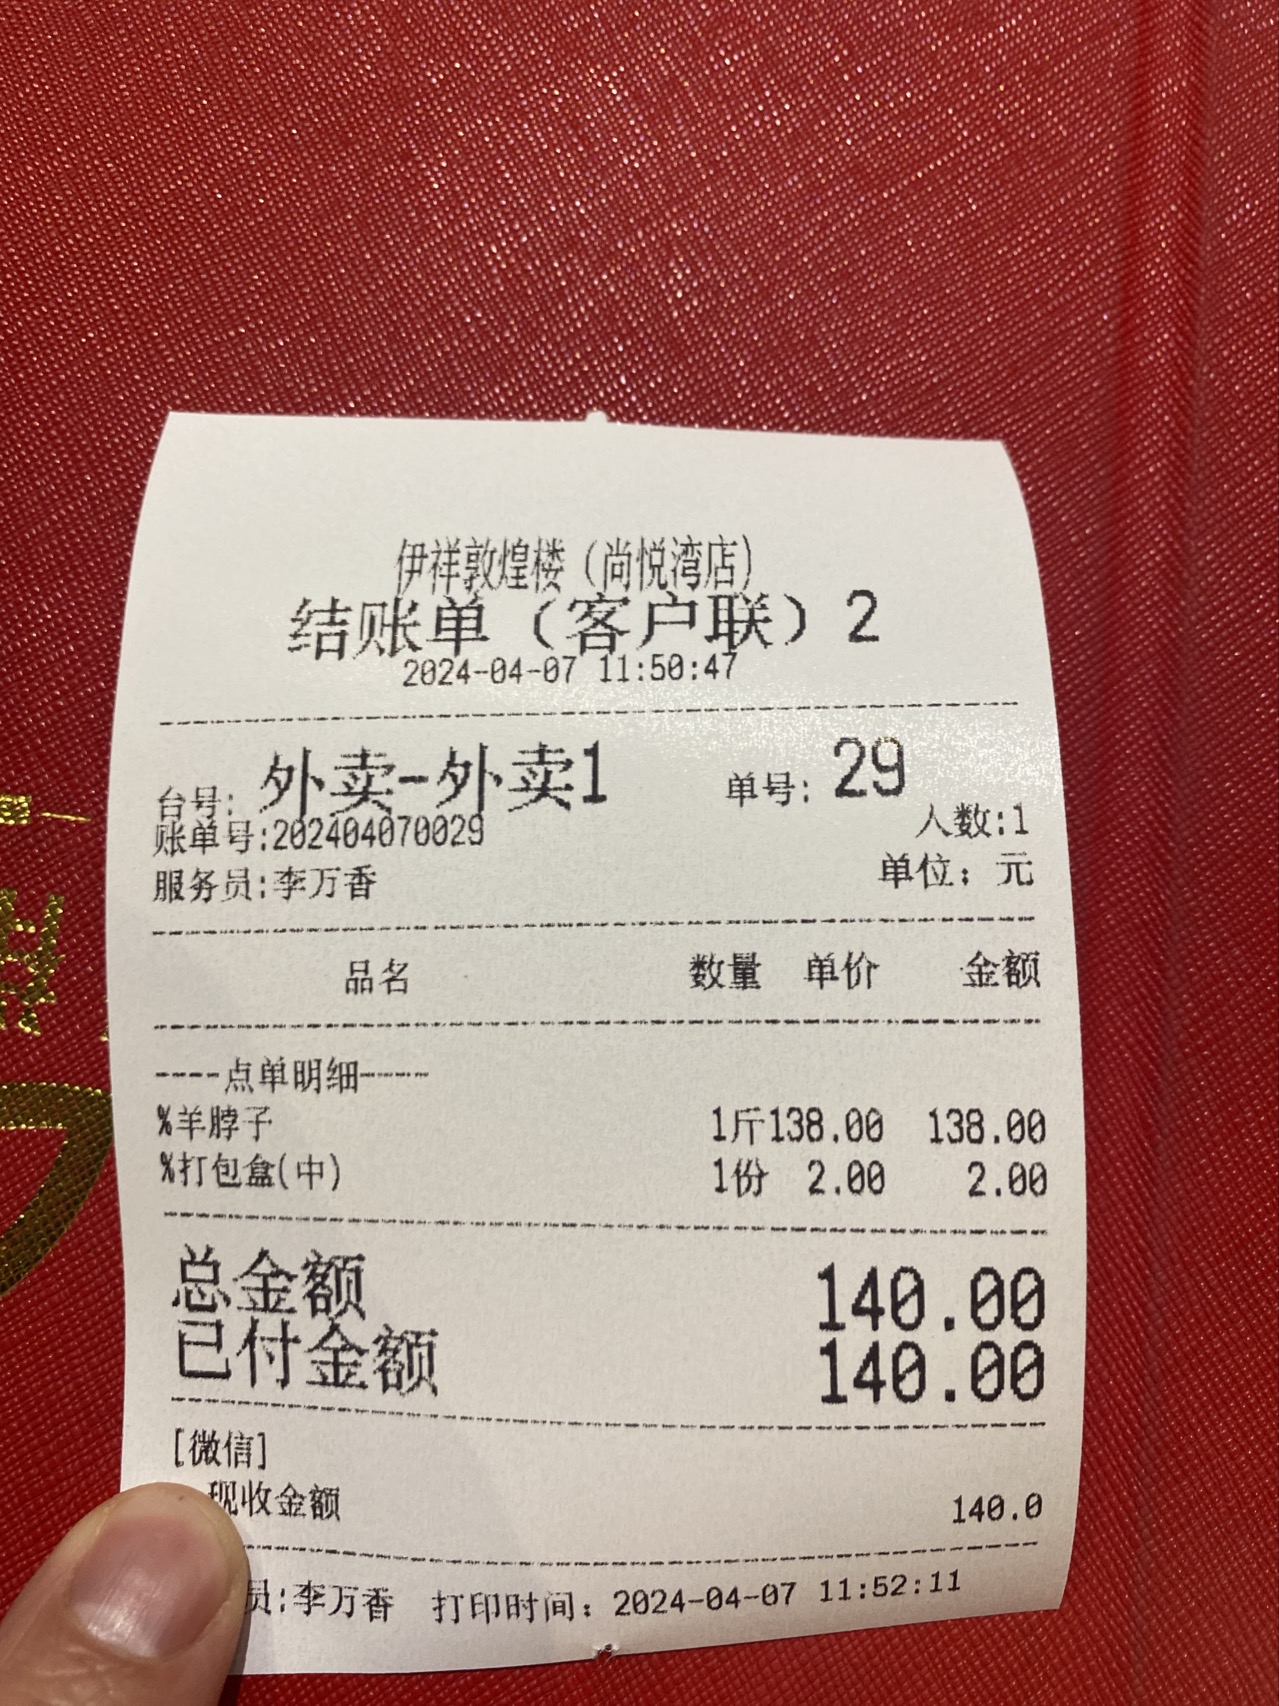 伊祥敦煌楼（尚悦湾店）
结账单（客户联）2
2024-04-07 11:50:47
台号: 外卖-外卖1 单号: 29
账单号:202404070029 人数:1
服务员:李万香 单位：元
品名 数量 单价 金额
----点单明细----
%羊脖子 1斤138.00 138.00
%打包盒(中) 1份 2.00 2.00
总金额 140.00
已付金额 140.00
[微信]
现收金额 140.0
员:李万香 打印时间：2024-04-07 11:52:11